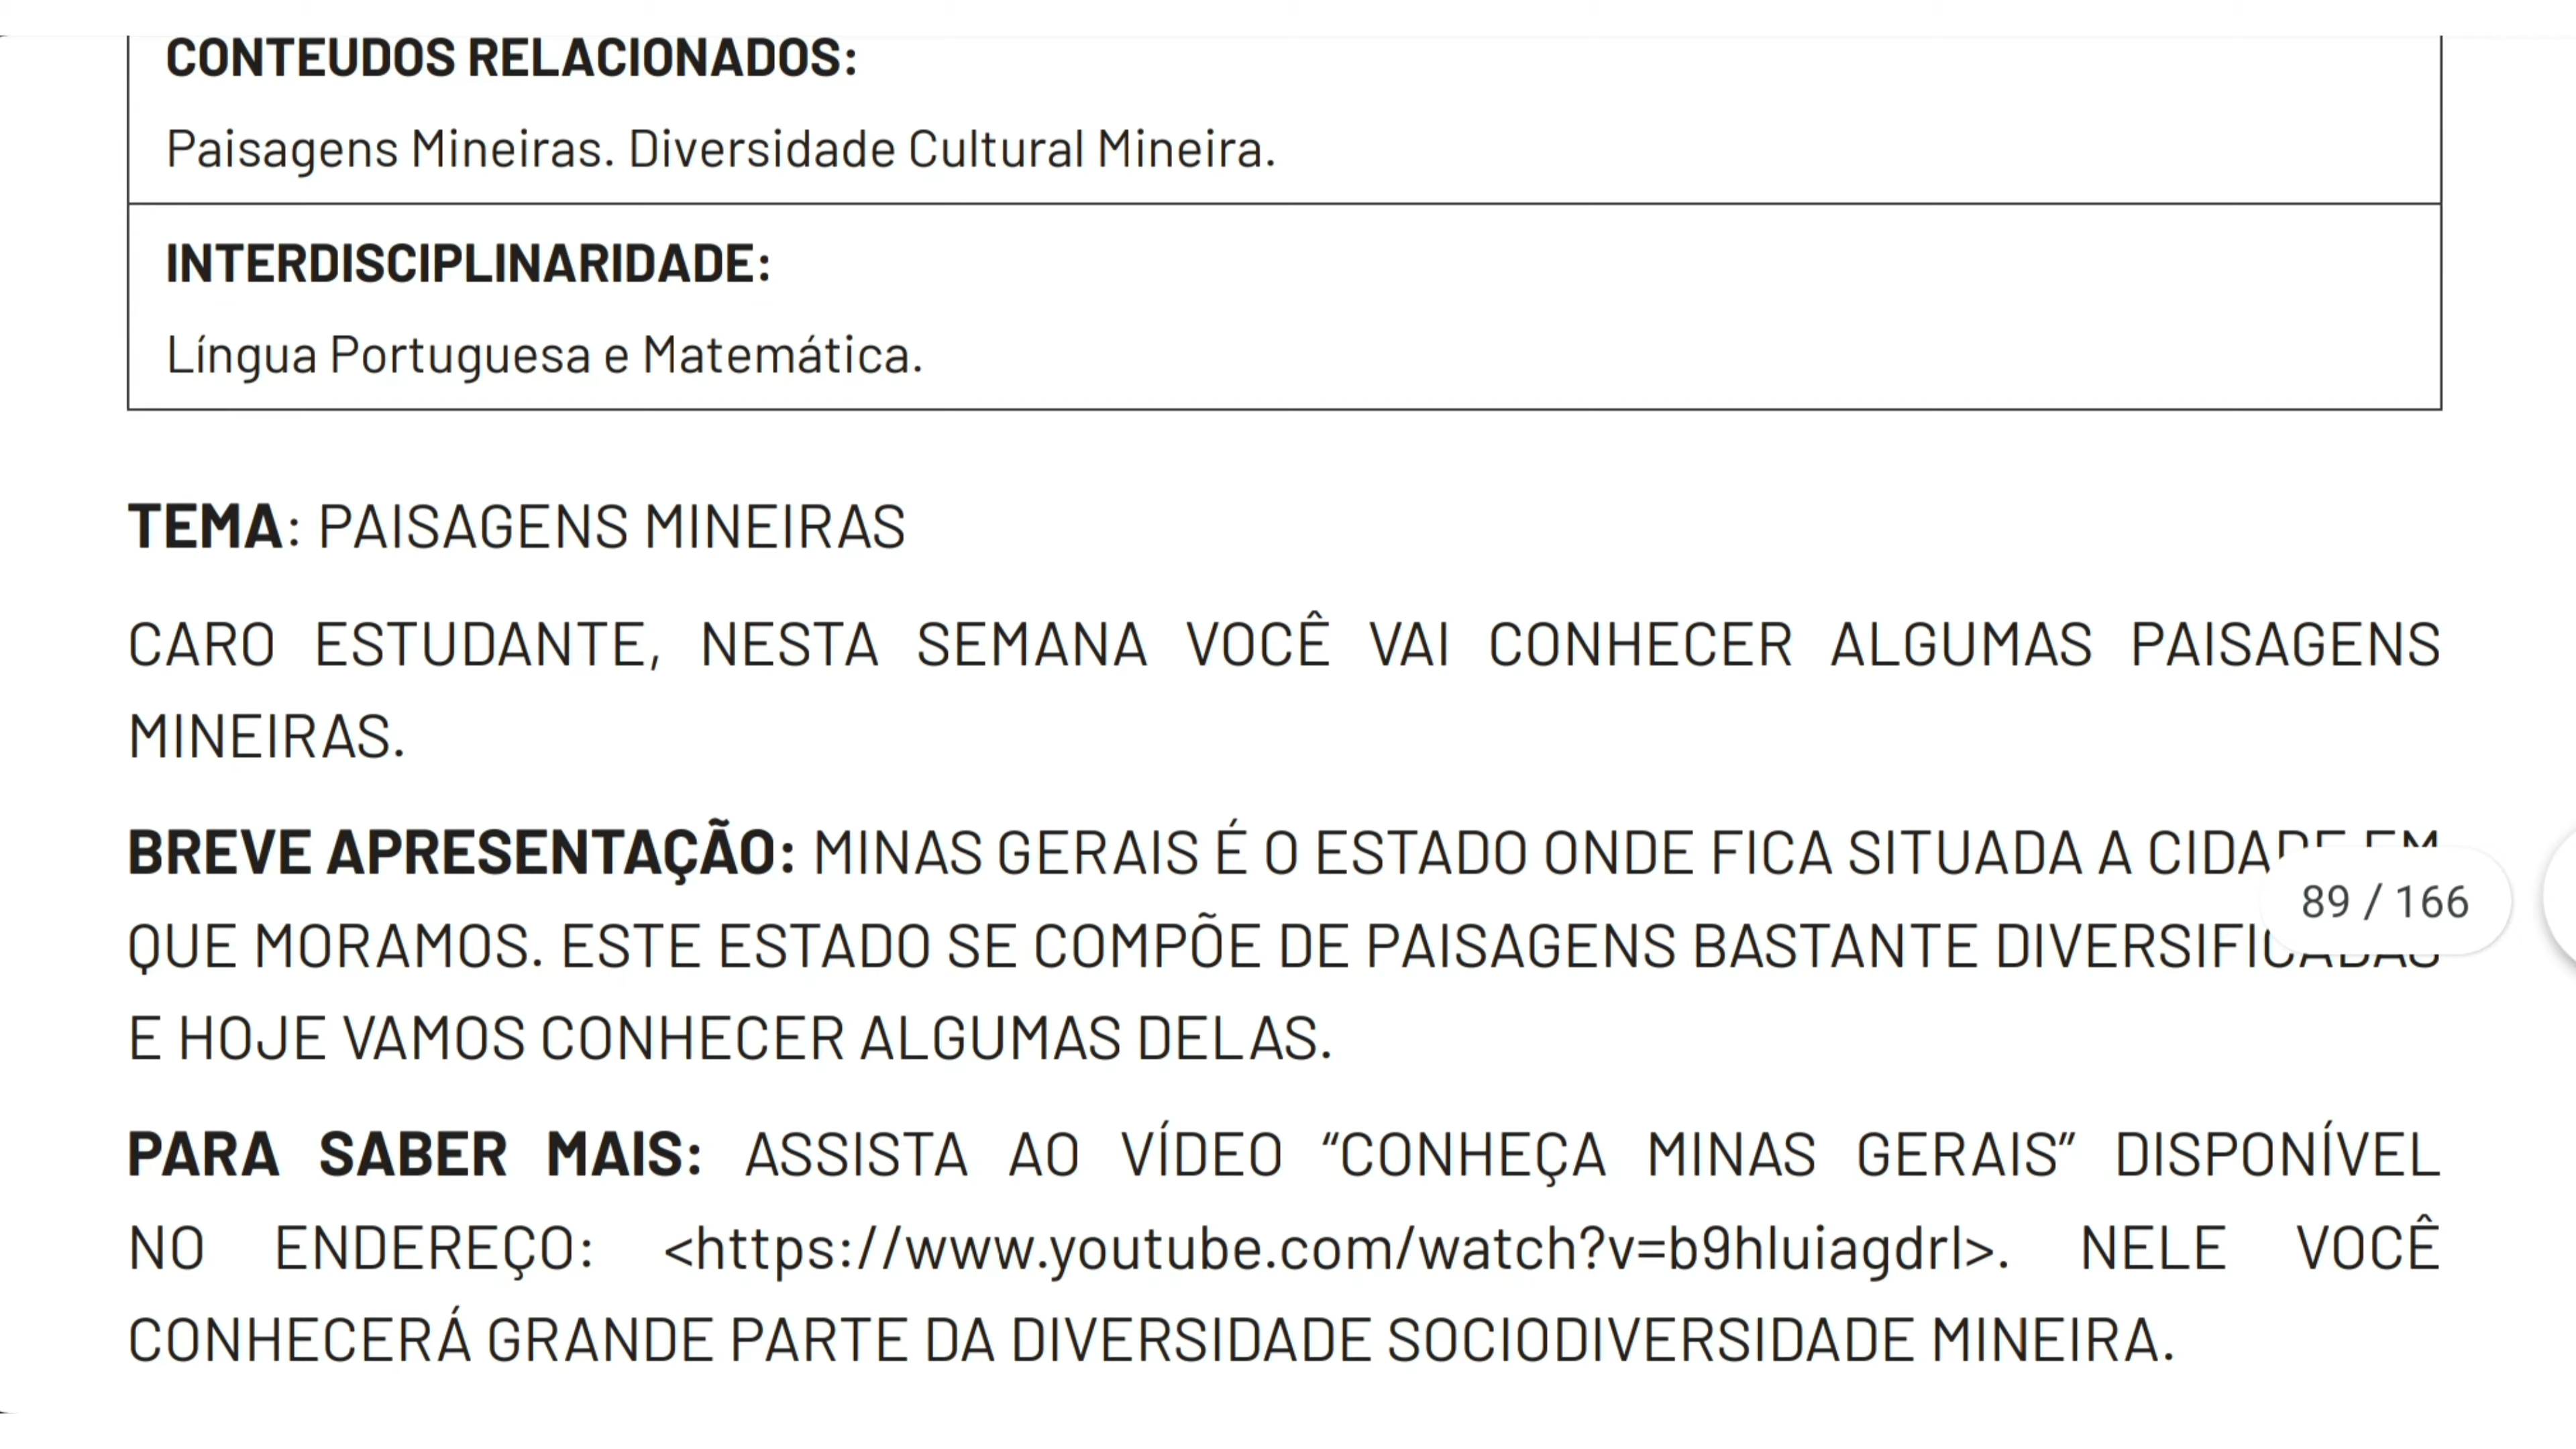 CONTEUDOS RELACIONADOS:
Paisagens Mineiras. Diversidade Cultural Mineira.
INTERDISCIPLINARIDADE:
Língua Portuguesa e Matemática.
TEMA: PAISAGENS MINEIRAS
CARO ESTUDANTE, NESTA SEMANA VOCÊ VAI CONHECER ALGUMAS PAISAGENS
MINEIRAS.
BREVE APRESENTAÇÃO: MINAS GERAIS É O ESTADO ONDE FICA SITUADA A CIDADE EM
89 / 166
QUE MORAMOS. ESTE ESTADO SE COMPÕE DE PAISAGENS BASTANTE DIVERSIFICADAS
E HOJE VAMOS CONHECER ALGUMAS DELAS.
PARA SABER MAIS: ASSISTA AO VÍDEO “CONHEÇA MINAS GERAIS” DISPONÍVEL
NO ENDEREÇO: <https://www.youtube.com/watch?v=b9hluiagdrl>. NELE VOCÊ
CONHECERÁ GRANDE PARTE DA DIVERSIDADE SOCIODIVERSIDADE MINEIRA.